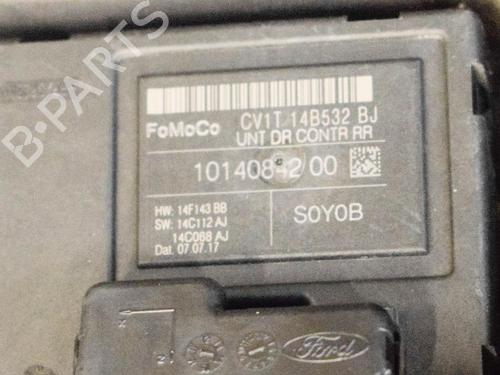 FoMoCo CV1T 14B532 BJ
UNT DR CONTR RR
10140842 00
HW: 14F143 BB
SW: 14C112 AJ
14C068 AJ
Dat. 07.07.17
S0Y0B
Ford
B-PARTS